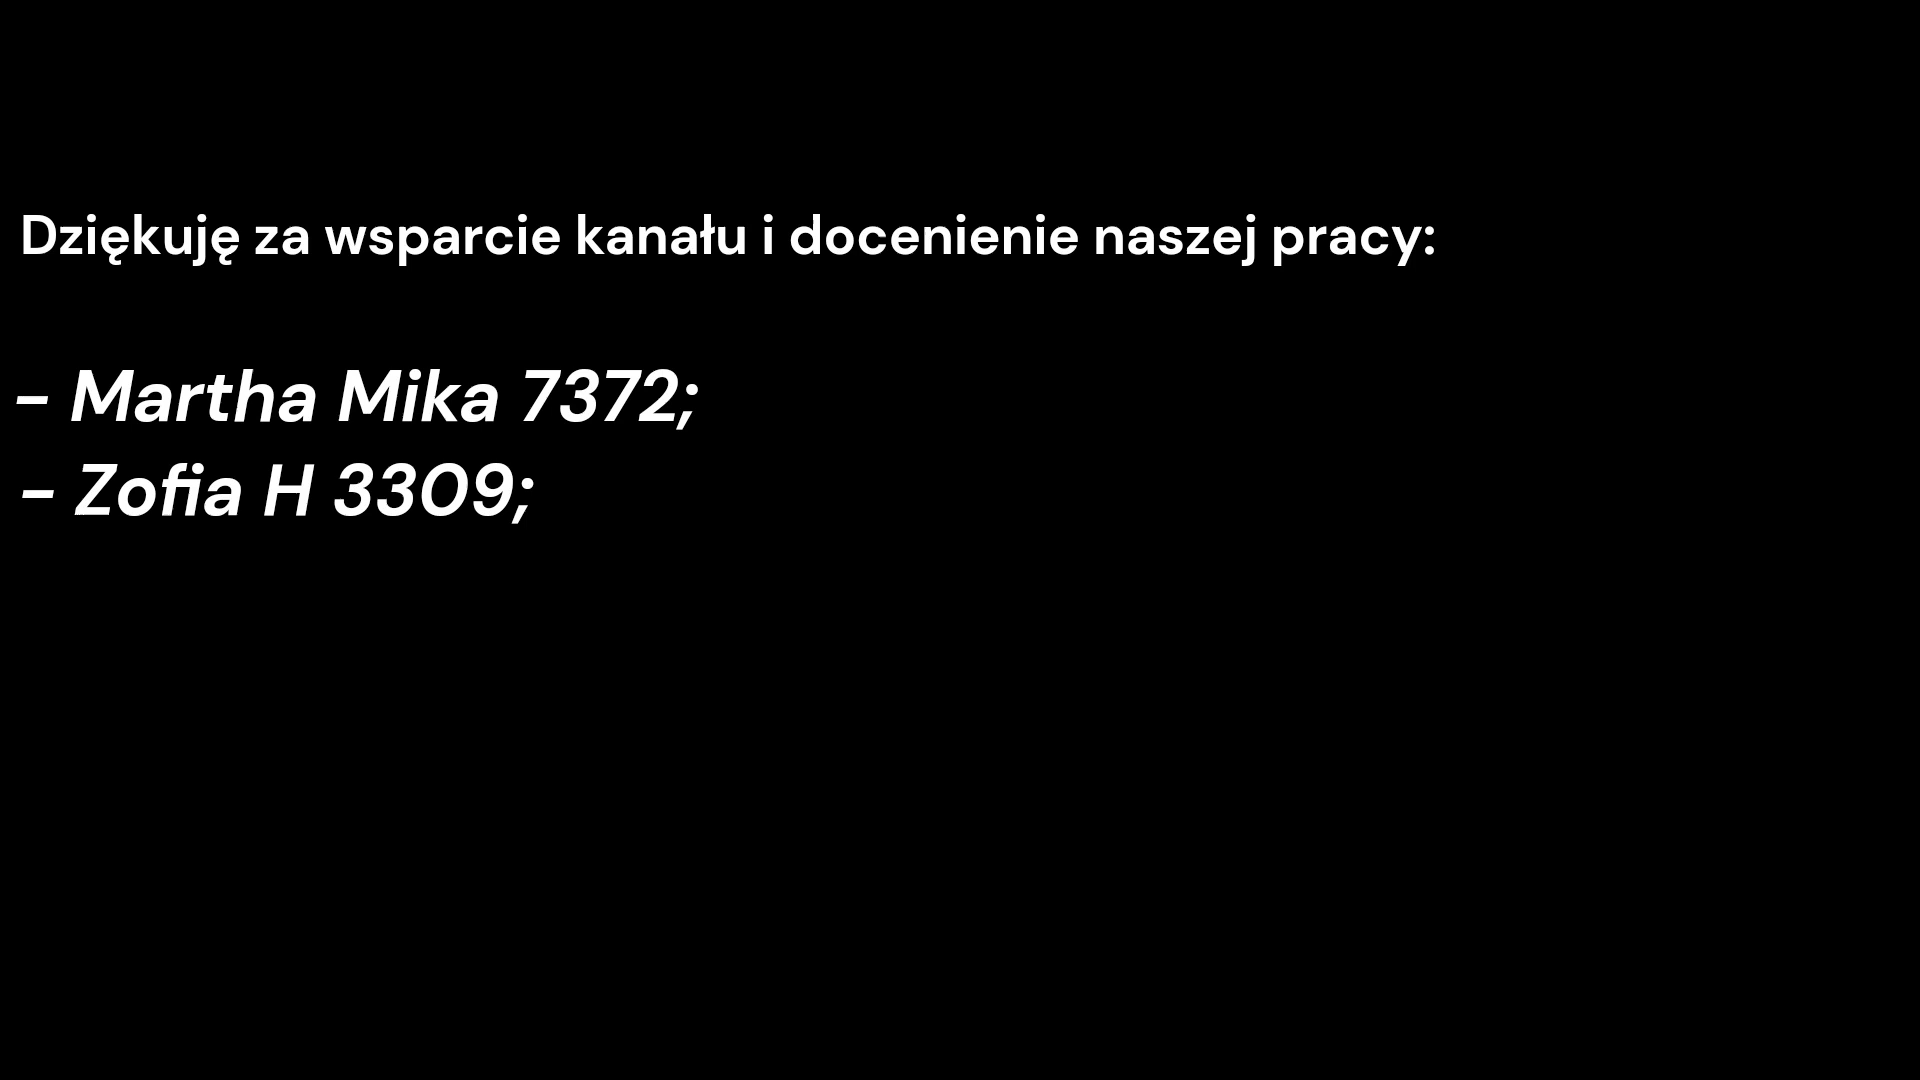 Dziękuję za wsparcie kanału i docenienie naszej pracy:
- Martha Mika 7372;
- Zofia H 3309;